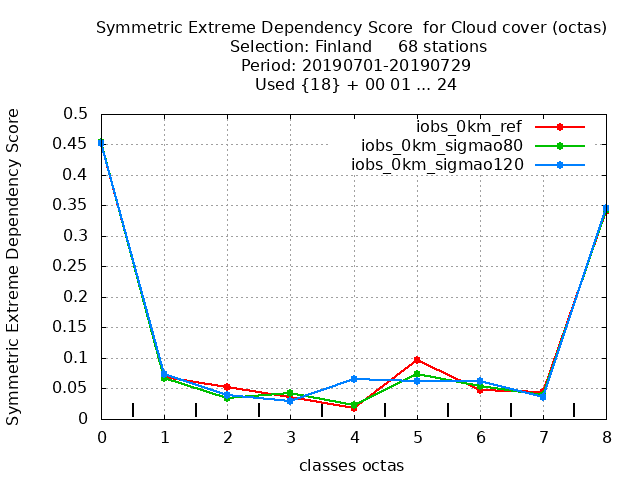 Symmetric Extreme Dependency Score for Cloud cover (octas)
Selection: Finland 68 stations
Period: 20190701-20190729
Used {18} + 00 01 ... 24
Symmetric Extreme Dependency Score
0.5
0.45
0.4
0.35
0.3
0.25
0.2
0.15
0.1
0.05
0
iobs_0km_ref
iobs_0km_sigmao80
iobs_0km_sigmao120
0 1 2 3 4 5 6 7 8
classes octas